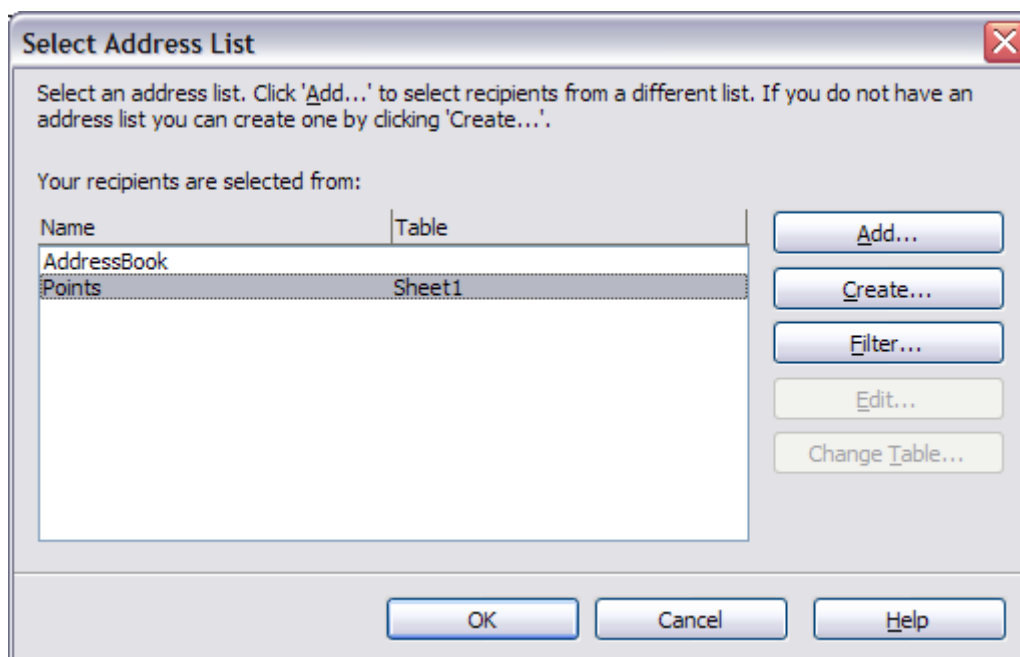 Select Address List
Select an address list. Click 'Add...' to select recipients from a different list. If you do not have an
address list you can create one by clicking 'Create...'.
Your recipients are selected from:
Name Table
AddressBook
Points Sheet1
Add...
Create...
Filter...
Edit...
Change Table...
OK Cancel Help